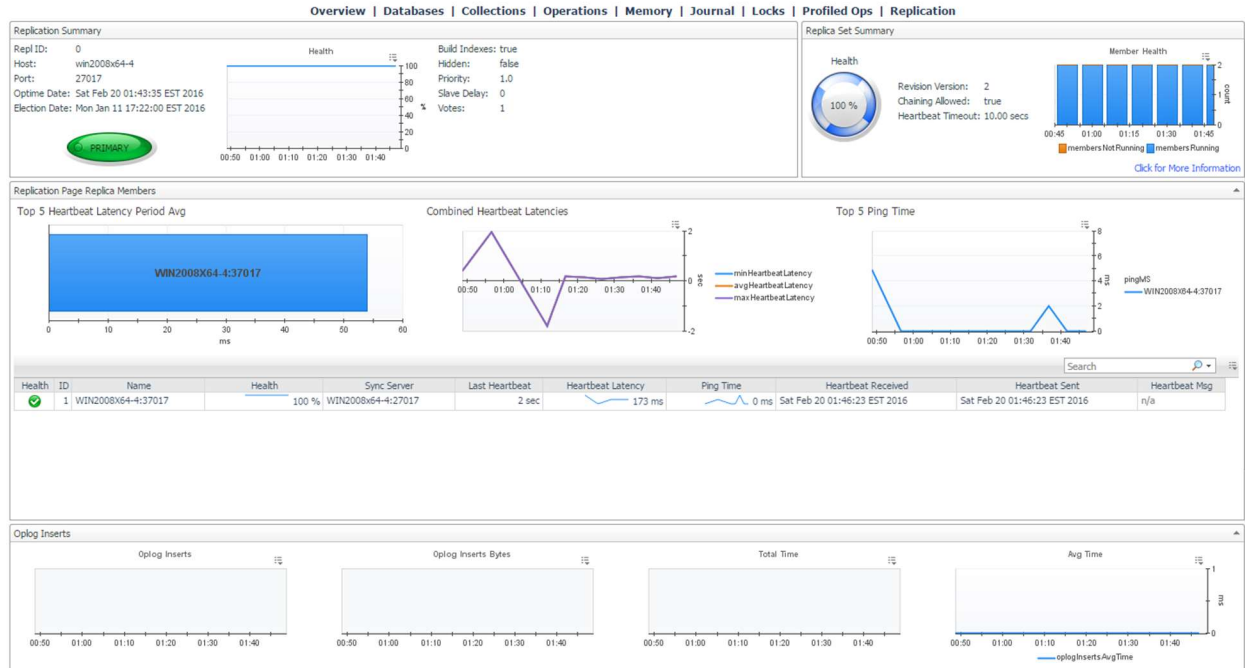 Overview | Databases | Collections | Operations | Memory | Journal | Locks | Profiled Ops | Replication
Replication Summary
Repl ID: 0
Host: win2008x64-4
Port: 27017
Optime Date: Sat Feb 20 01:43:35 EST 2016
Election Date: Mon Jan 11 17:22:00 EST 2016
PRIMARY
Health
100
80
60
40
20
0
%
00:50 01:00 01:10 01:20 01:30 01:40
Build Indexes: true
Hidden: false
Priority: 1.0
Slave Delay: 0
Votes: 1
Replica Set Summary
Health
100 %
Revision Version: 2
Chaining Allowed: true
Heartbeat Timeout: 10.00 secs
Member Health
2
1
0
count
00:45 01:00 01:15 01:30 01:45
membersNotRunning membersRunning
Click for More Information
Replication Page Replica Members
Top 5 Heartbeat Latency Period Avg
WIN2008X64-4:37017
0 10 20 30 40 50 60
ms
Combined Heartbeat Latencies
2
0
-2
sec
00:50 01:00 01:10 01:20 01:30 01:40
minHeartbeatLatency
avgHeartbeatLatency
maxHeartbeatLatency
Top 5 Ping Time
8
6
4
2
0
ms
00:50 01:00 01:10 01:20 01:30 01:40
pingMS
WIN2008X64-4:37017
Search
Health ID Name Health Sync Server Last Heartbeat Heartbeat Latency Ping Time Heartbeat Received Heartbeat Sent Heartbeat Msg
1 WIN2008X64-4:37017 100 % WIN2008x64-4:27017 2 sec 173 ms 0 ms Sat Feb 20 01:46:23 EST 2016 Sat Feb 20 01:46:23 EST 2016 n/a
Oplog Inserts
Oplog Inserts
00:50 01:00 01:10 01:20 01:30 01:40
Oplog Inserts Bytes
00:50 01:00 01:10 01:20 01:30 01:40
Total Time
00:50 01:00 01:10 01:20 01:30 01:40
Avg Time
1
0
ms
00:50 01:00 01:10 01:20 01:30 01:40
oplogInsertsAvgTime